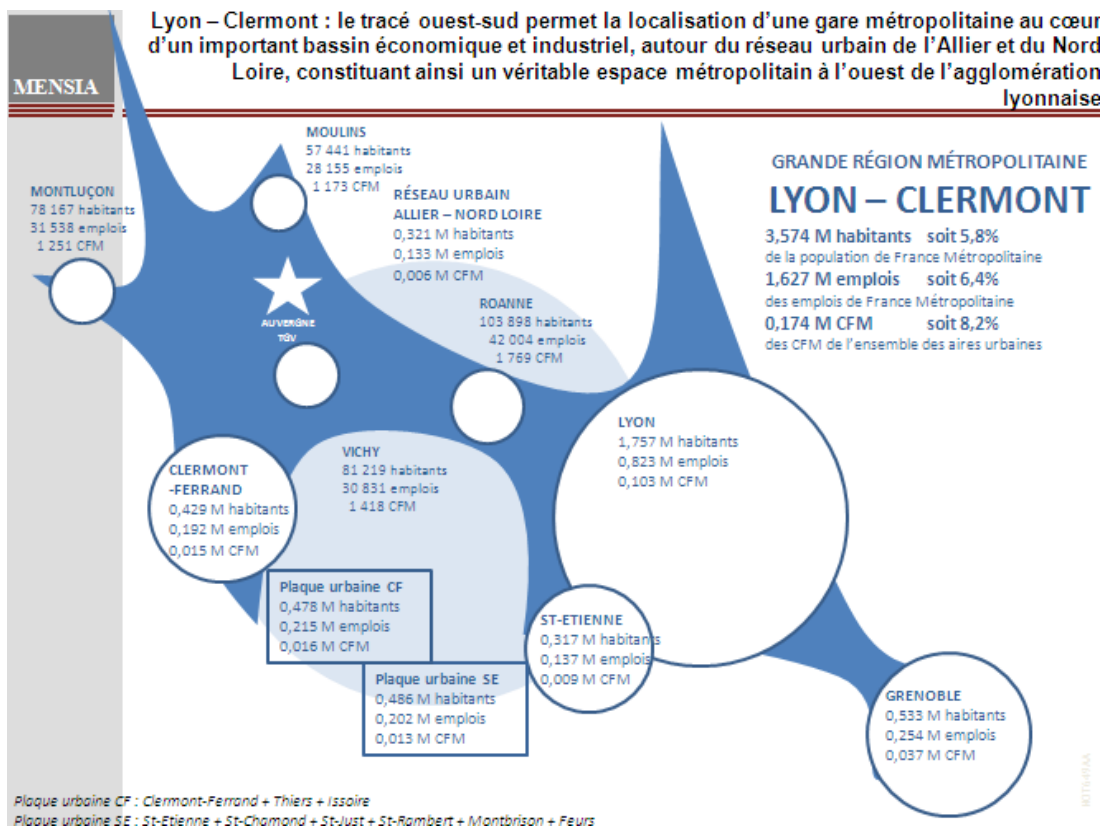 Lyon – Clermont : le tracé ouest-sud permet la localisation d'une gare métropolitaine au cœur
d'un important bassin économique et industriel, autour du réseau urbain de l'Allier et du Nord
Loire, constituant ainsi un véritable espace métropolitain à l'ouest de l'agglomération
lyonnaise
MENSIA
MOULINS
57 441 habitants
28 155 emplois
1 173 CFM
MONTLUÇON
78 167 habitants
31 538 emplois
1 251 CFM
RÉSEAU URBAIN
ALLIER – NORD LOIRE
0,321 M habitants
0,133 M emplois
0,006 M CFM
GRANDE RÉGION MÉTROPOLITAINE
LYON – CLERMONT
3,574 M habitants soit 5,8%
de la population de France Métropolitaine
1,627 M emplois soit 6,4%
des emplois de France Métropolitaine
0,174 M CFM soit 8,2%
des CFM de l'ensemble des aires urbaines
AUVERGNE
TGV
ROANNE
103 898 habitants
42 004 emplois
1 769 CFM
LYON
1,757 M habitants
0,823 M emplois
0,103 M CFM
VICHY
81 219 habitants
30 831 emplois
1 418 CFM
CLERMONT
-FERRAND
0,429 M habitants
0,192 M emplois
0,015 M CFM
Plaque urbaine CF
0,478 M habitants
0,215 M emplois
0,016 M CFM
ST-ETIENNE
0,317 M habitants
0,137 M emplois
0,009 M CFM
Plaque urbaine SE
0,486 M habitants
0,202 M emplois
0,013 M CFM
GRENOBLE
0,533 M habitants
0,254 M emplois
0,037 M CFM
Plaque urbaine CF : Clermont-Ferrand + Thiers + Issoire
Plaque urbaine SE : St-Etienne + St-Chamond + St-Just + St-Rambert + Montbrison + Feurs